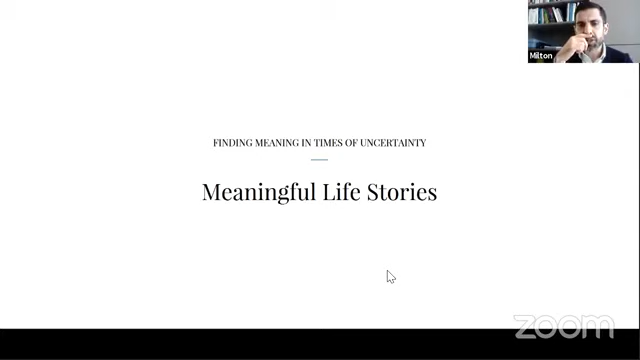 Milton
FINDING MEANING IN TIMES OF UNCERTAINTY
Meaningful Life Stories
zoom